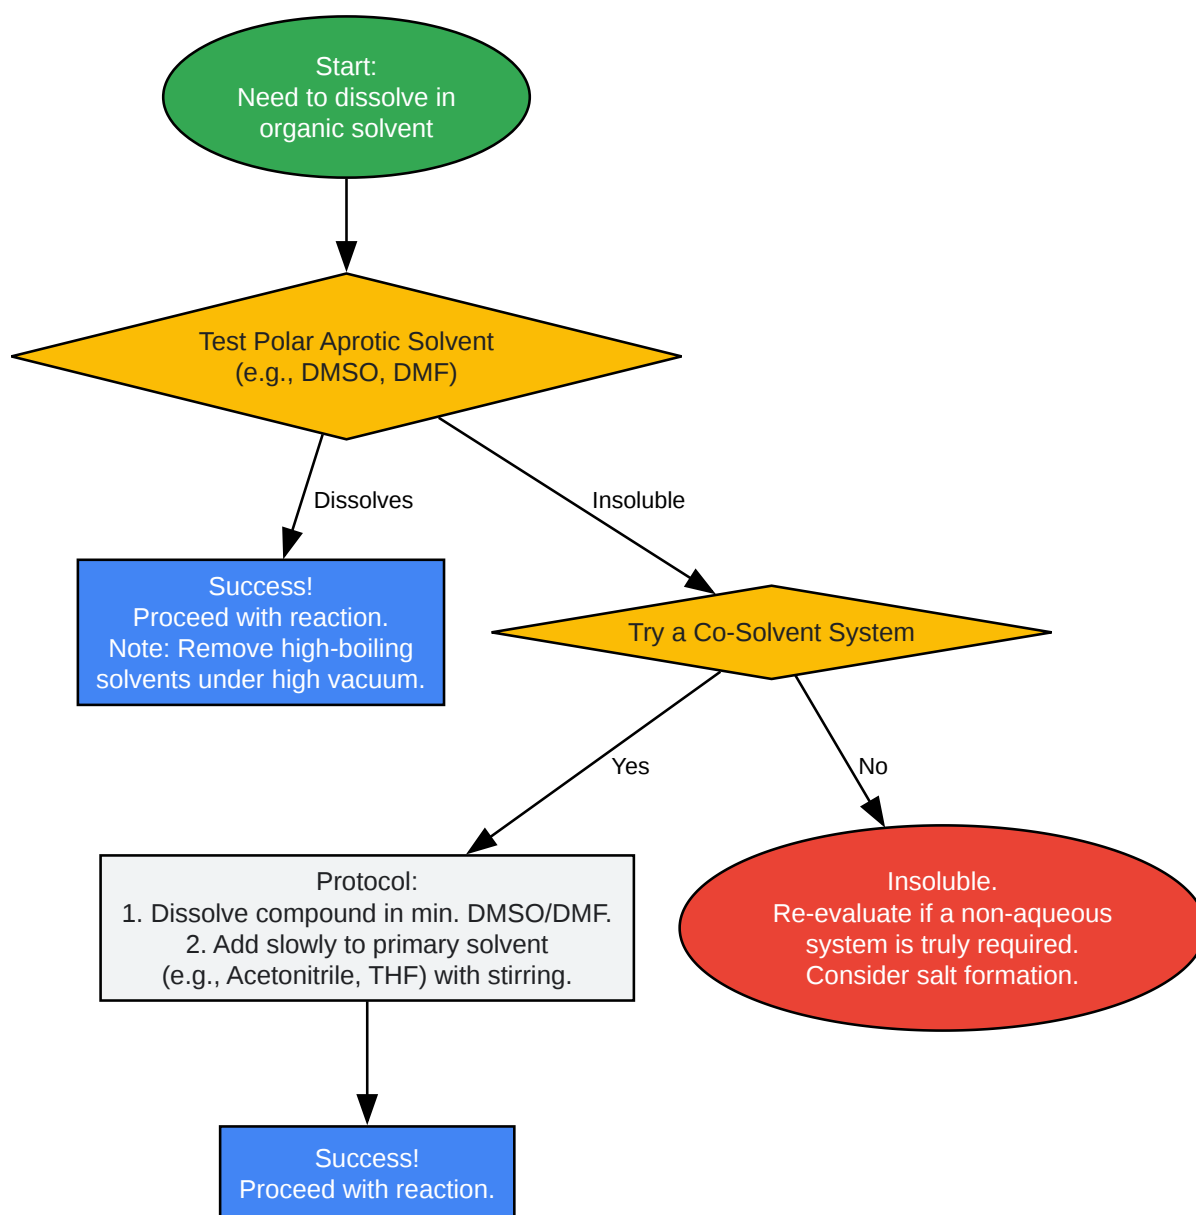 Start:
Need to dissolve in
organic solvent
Test Polar Aprotic Solvent
(e.g., DMSO, DMF)
Dissolves
Insoluble
Success!
Proceed with reaction.
Note: Remove high-boiling
solvents under high vacuum.
Try a Co-Solvent System
Yes
No
Protocol:
1. Dissolve compound in min. DMSO/DMF.
2. Add slowly to primary solvent
(e.g., Acetonitrile, THF) with stirring.
Insoluble.
Re-evaluate if a non-aqueous
system is truly required.
Consider salt formation.
Success!
Proceed with reaction.